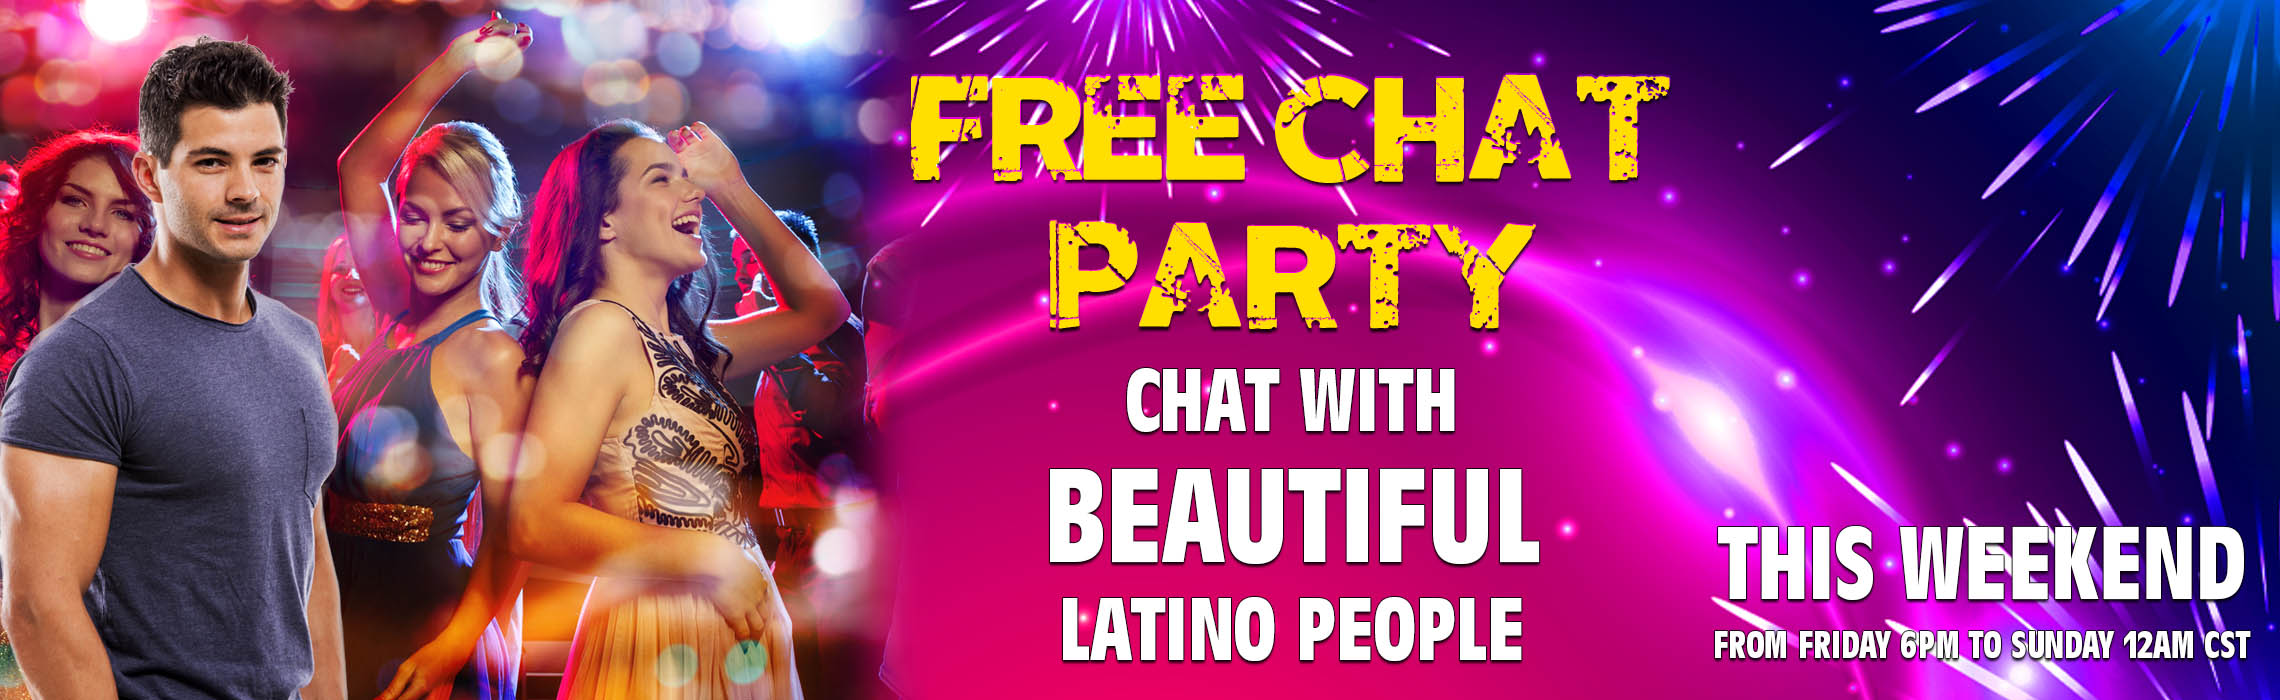 FREE CHAT
PARTY
CHAT WITH
BEAUTIFUL
LATINO PEOPLE
THIS WEEKEND
FROM FRIDAY 6PM TO SUNDAY 12AM CST